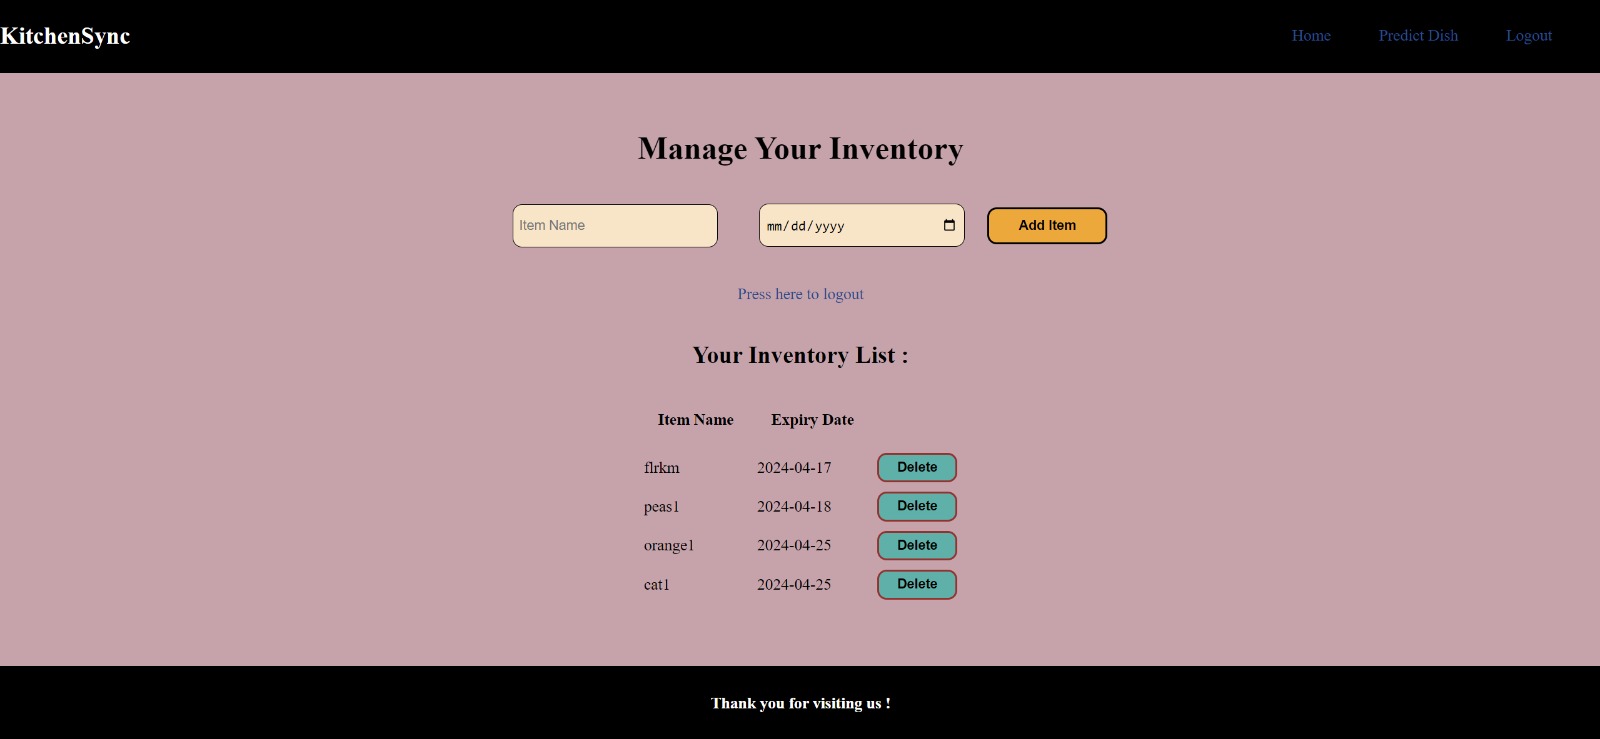 KitchenSync Home Predict Dish Logout
Manage Your Inventory
Item Name mm/dd/yyyy Add Item
Press here to logout
Your Inventory List :
Item Name Expiry Date
flrkm 2024-04-17 Delete
peas1 2024-04-18 Delete
orange1 2024-04-25 Delete
cat1 2024-04-25 Delete
Thank you for visiting us !